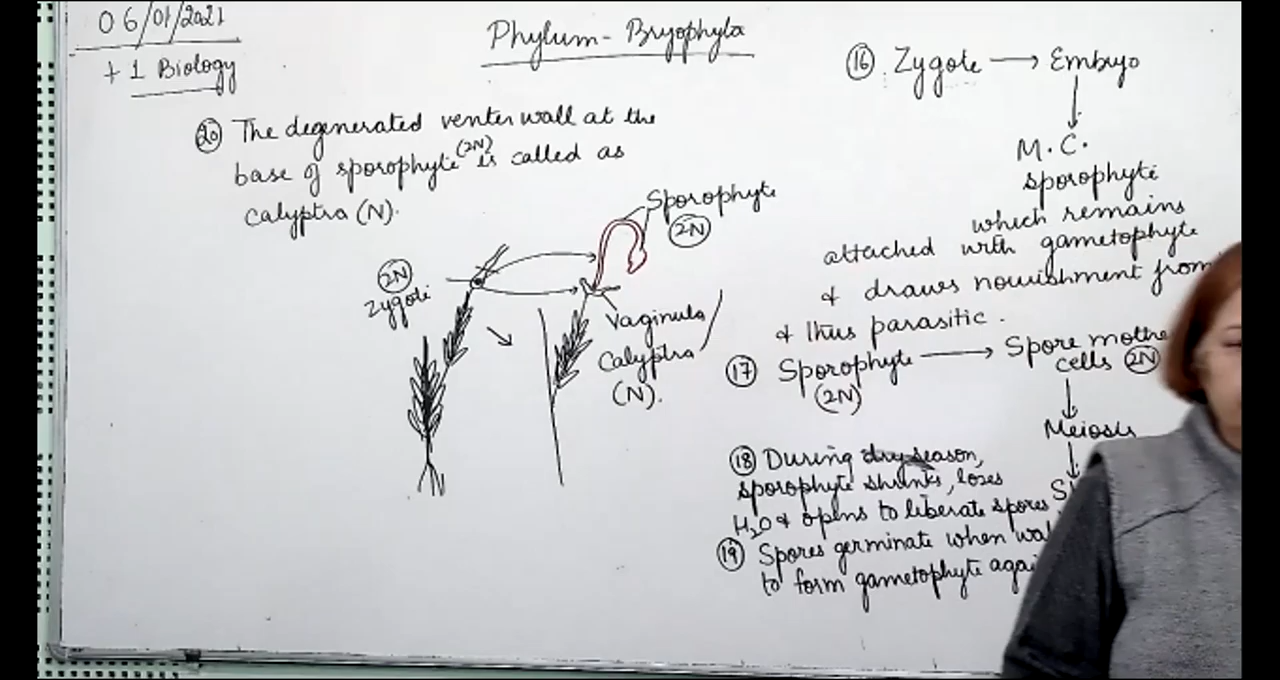 06/01/2021
+1 Biology
Phylum - Bryophyta
(20) The degenerated venter wall at the
base of sporophyte (2N) is called as
calyptra (N).
Sporophyte
(2N)
(2N)
Zygote
Vaginula/
Calyptra
(N).
(16) Zygote → Embryo
↓
M.C.
sporophyte
which remains
attached with gametophyte
& draws nourishment from
& thus parasitic.
(17) Sporophyte → Spore mothe
(2N)
cells (2N)
↓
Meiosis
↓
S
(18) During dry season,
sporophyte shrinks, loses
H₂O & opens to liberate spores
(19) Spores germinate when
to form gametophyte agai